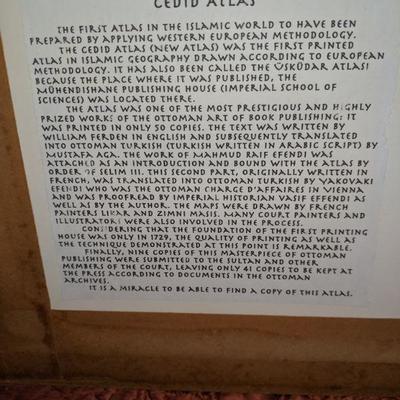 CEDID ATLAS
THE FIRST ATLAS IN THE ISLAMIC WORLD TO HAVE BEEN
PREPARED BY APPLYING WESTERN EUROPEAN METHODOLOGY.
THE CEDID ATLAS (NEW ATLAS) WAS THE FIRST PRINTED
ATLAS IN ISLAMIC GEOGRAPHY DRAWN ACCORDING TO EUROPEAN
METHODOLOGY. IT HAS ALSO BEEN CALLED THE ÜSKÜDAR ATLAS
BECAUSE THE PLACE WHERE IT WAS PUBLISHED, THE
MÜHENDISHANE PUBLISHING HOUSE (IMPERIAL SCHOOL OF
SCIENCES) WAS LOCATED THERE.
THE ATLAS WAS ONE OF THE MOST PRESTIGIOUS AND HIGHLY
PRIZED WORKS OF THE OTTOMAN ART OF BOOK PUBLISHING: IT
WAS PRINTED IN ONLY 50 COPIES. THE TEXT WAS WRITTEN BY
WILLIAM FERDEN IN ENGLISH AND SUBSEQUENTLY TRANSLATED
INTO OTTOMAN TURKISH (TURKISH WRITTEN IN ARABIC SCRIPT) BY
MUSTAFA AGA. THE WORK OF MAHMUD RAIF EFENDI WAS
ATTACHED AS AN INTRODUCTION AND BOUND WITH THE ATLAS BY
ORDER OF SELIM III. THIS SECOND PART, ORIGINALLY WRITTEN IN
FRENCH, WAS TRANSLATED INTO OTTOMAN TURKISH BY YAKOVAKI
EFENDI WHO WAS THE OTTOMAN CHARGE D'AFFAIRES IN VIENNA
AND WAS PROOFREAD BY IMPERIAL HISTORIAN VASIF EFFENDI AS
WELL AS BY THE AUTHOR. THE MAPS WERE DRAWN BY FRENCH
PAINTERS LIKAR AND ZIMNI MASIS. MANY COURT PAINTERS AND
ILLUSTRATORS WERE ALSO INVOLVED IN THE PROCESS.
CONSIDERING THAT THE FOUNDATION OF THE FIRST PRINTING
HOUSE WAS ONLY IN 1729, THE QUALITY OF PRINTING AS WELL AS
THE TECHNIQUE DEMONSTRATED AT THIS POINT IS REMARKABLE.
FINALLY, NINE COPIES OF THIS MASTERPIECE OF OTTOMAN
PUBLISHING WERE SUBMITTED TO THE SULTAN AND OTHER
MEMBERS OF THE COURT, LEAVING ONLY 41 COPIES TO BE KEPT AT
THE PRESS ACCORDING TO DOCUMENTS IN THE OTTOMAN
ARCHIVES.
IT IS A MIRACLE TO BE ABLE TO FIND A COPY OF THIS ATLAS.